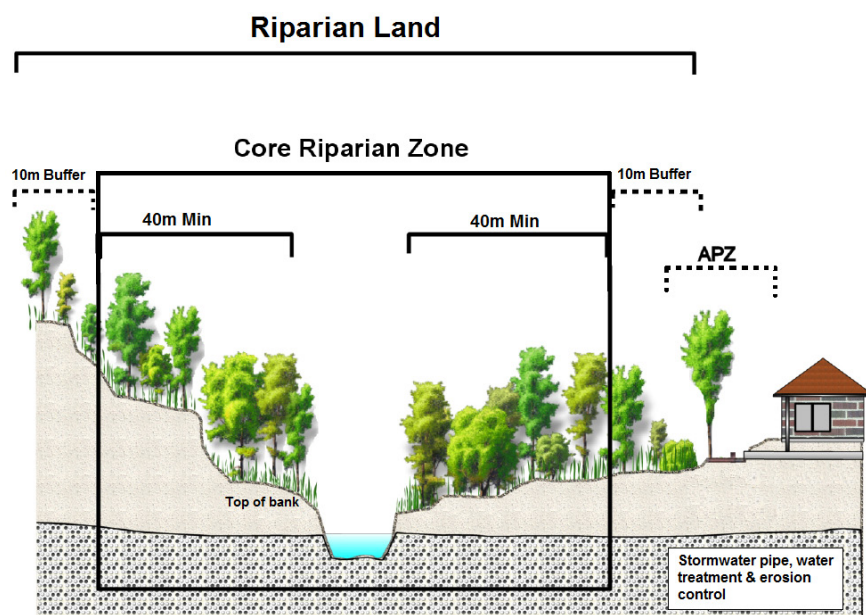 Riparian Land
Core Riparian Zone
10m Buffer
10m Buffer
40m Min
40m Min
APZ
Top of bank
Stormwater pipe, water
treatment & erosion
control